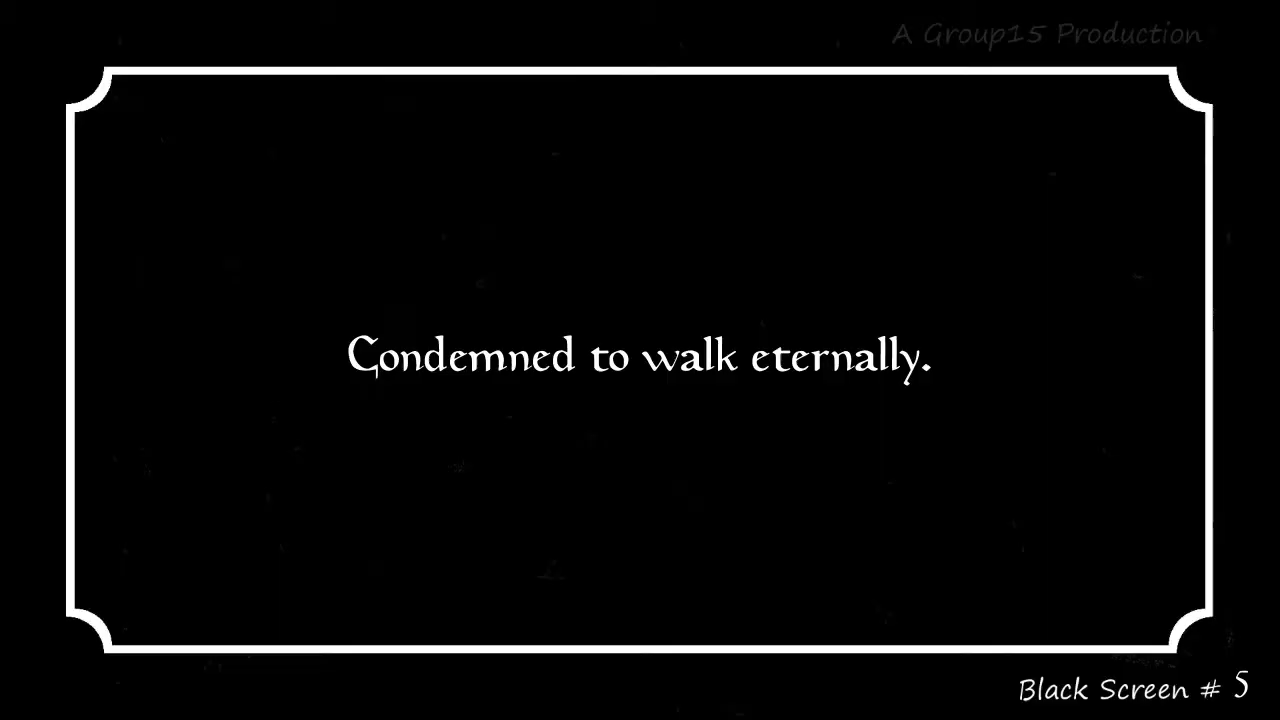 A Group15 Production
Condemned to walk eternally.
Black Screen # 5